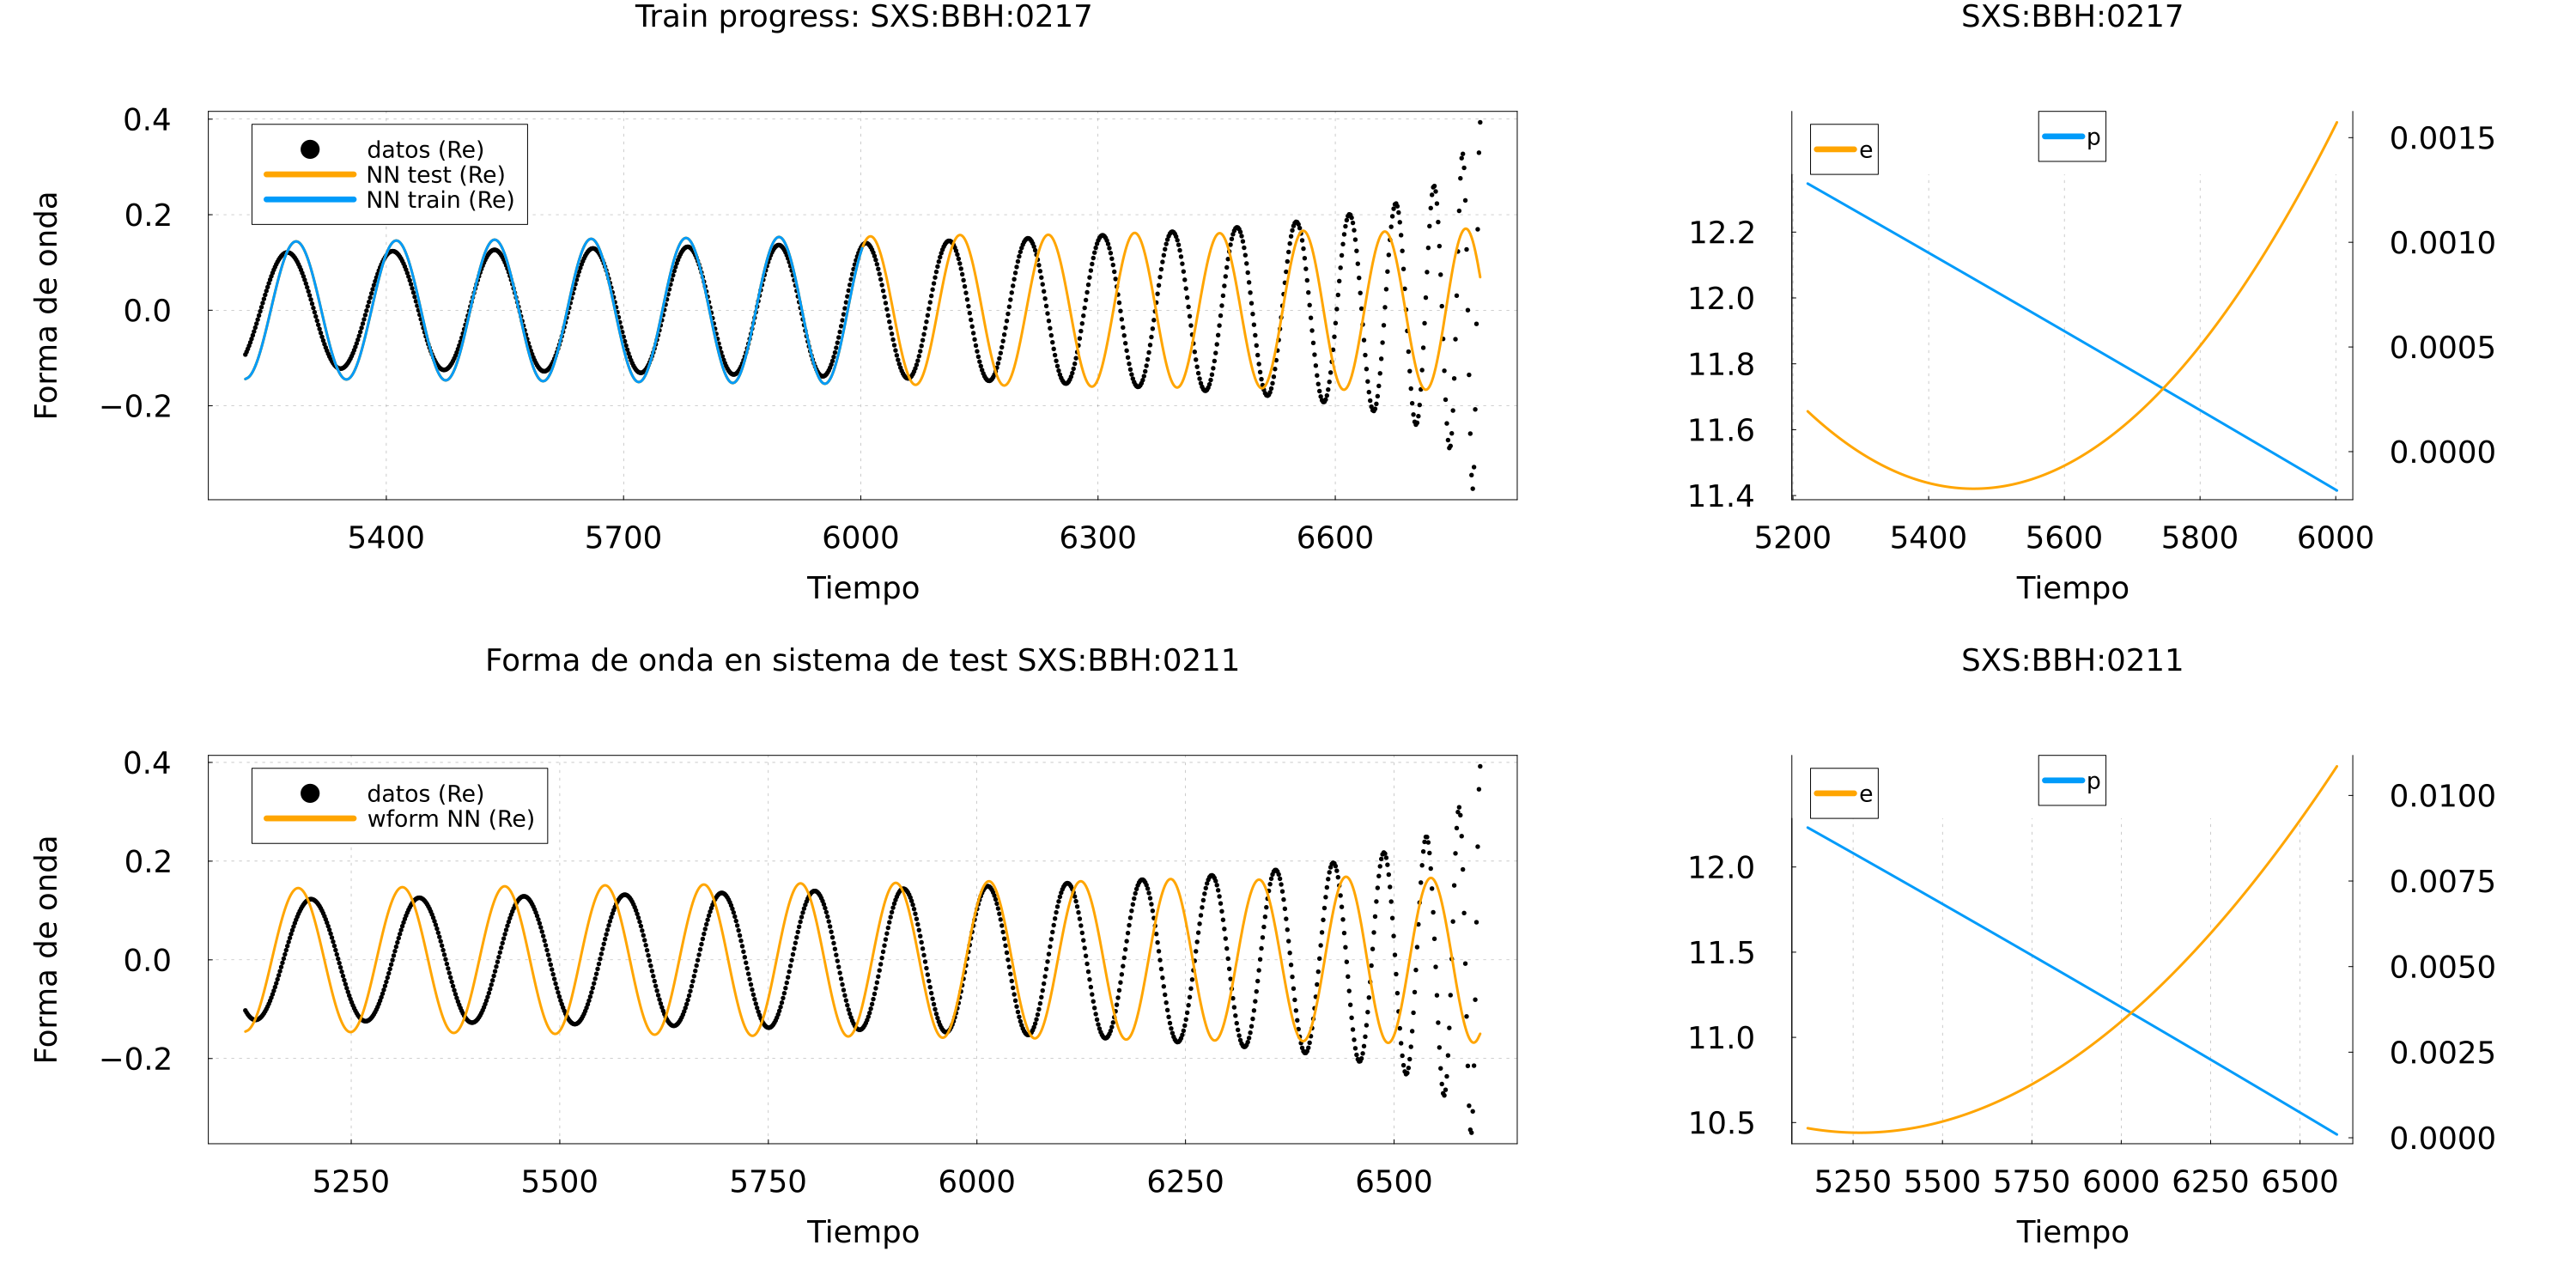 Train progress: SXS:BBH:0217
SXS:BBH:0217
Forma de onda
0.4
0.2
0.0
−0.2
datos (Re)
NN test (Re)
NN train (Re)
5400 5700 6000 6300 6600
Tiempo
e
p
12.2
12.0
11.8
11.6
11.4
0.0015
0.0010
0.0005
0.0000
5200 5400 5600 5800 6000
Tiempo
Forma de onda en sistema de test SXS:BBH:0211
SXS:BBH:0211
Forma de onda
0.4
0.2
0.0
−0.2
datos (Re)
wform NN (Re)
5250 5500 5750 6000 6250 6500
Tiempo
e
p
12.0
11.5
11.0
10.5
0.0100
0.0075
0.0050
0.0025
0.0000
5250 5500 5750 6000 6250 6500
Tiempo